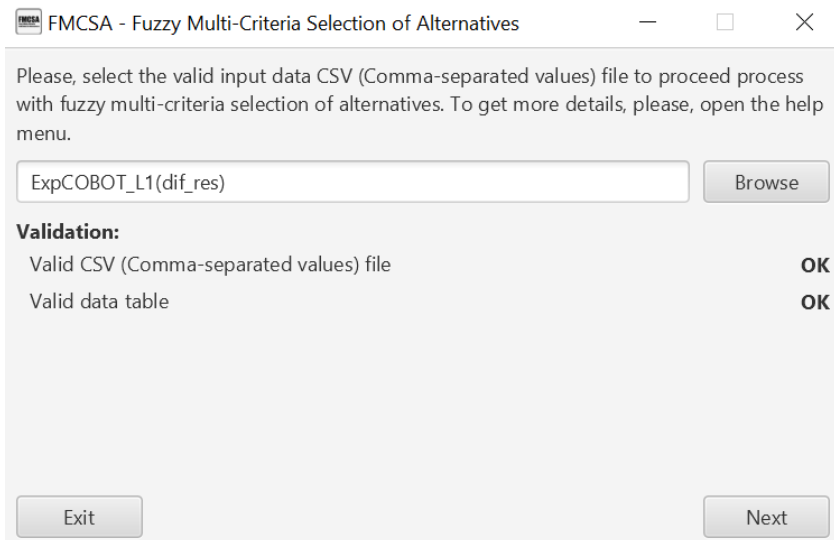 FMCSA FMCSA - Fuzzy Multi-Criteria Selection of Alternatives
Please, select the valid input data CSV (Comma-separated values) file to proceed process
with fuzzy multi-criteria selection of alternatives. To get more details, please, open the help
menu.
ExpCOBOT_L1(dif_res) Browse
Validation:
Valid CSV (Comma-separated values) file OK
Valid data table OK
Exit Next